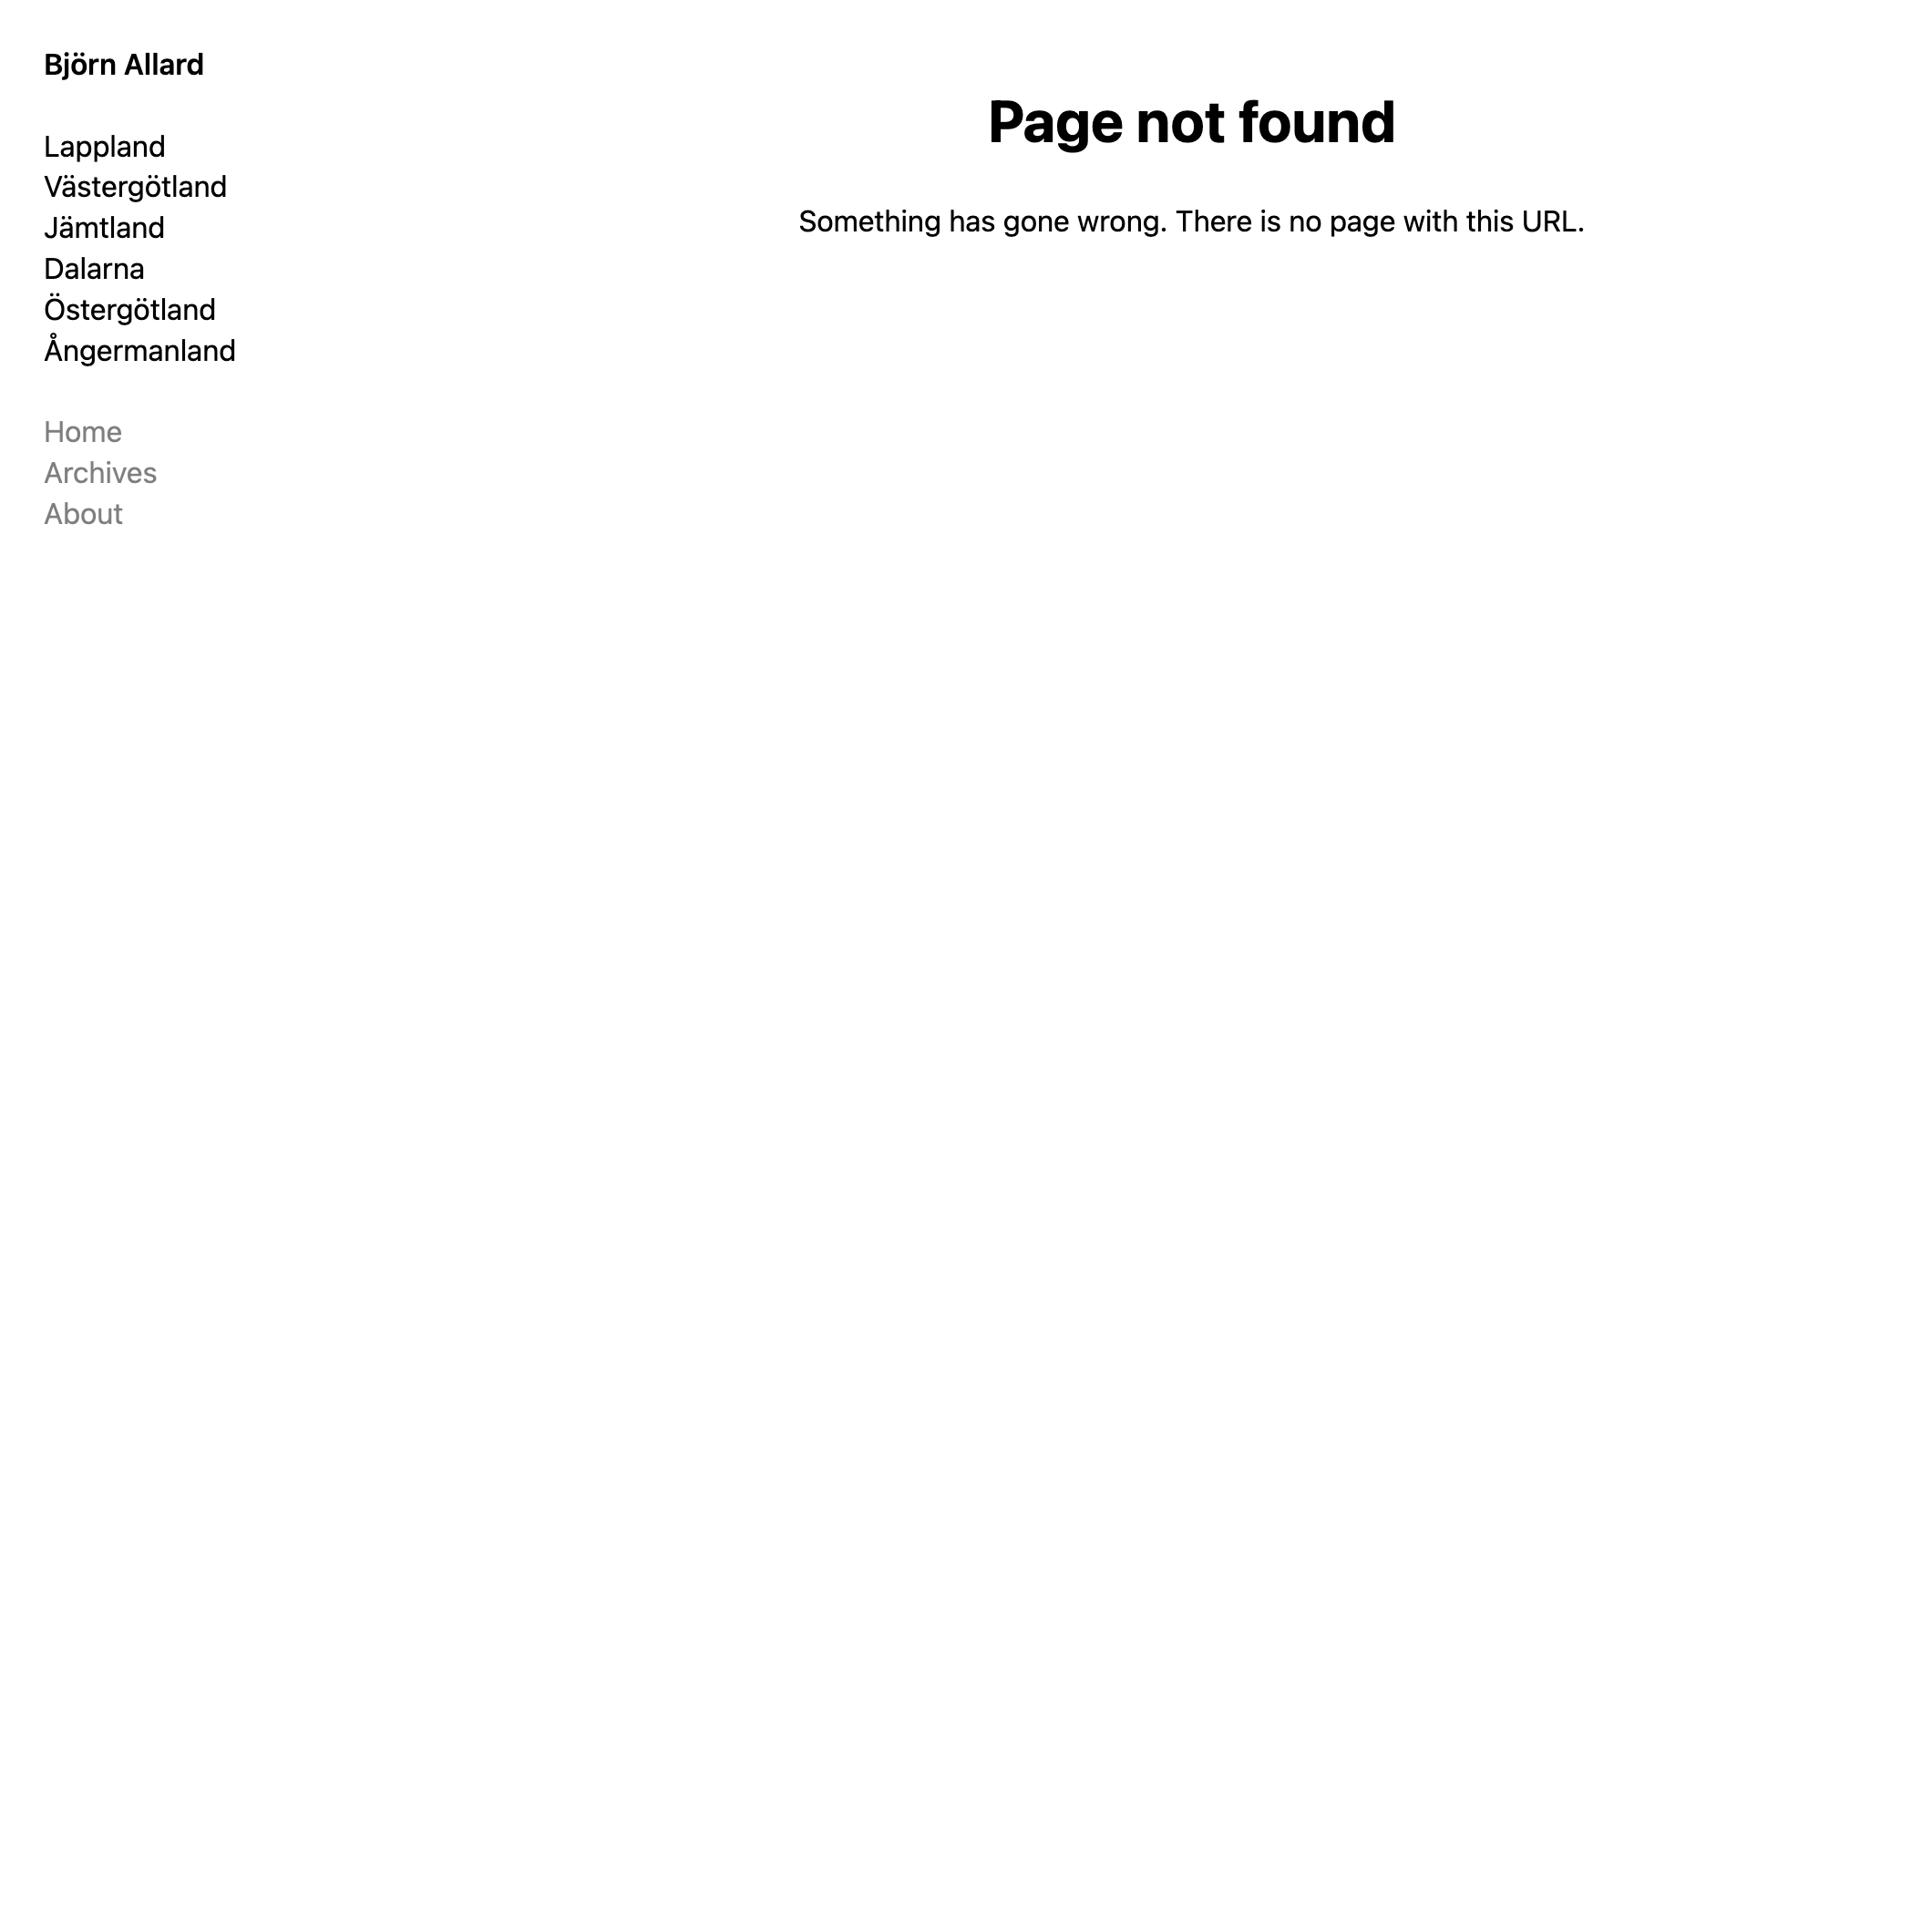 Björn Allard
Lappland
Västergötland
Jämtland
Dalarna
Östergötland
Ångermanland
Home
Archives
About
Page not found
Something has gone wrong. There is no page with this URL.